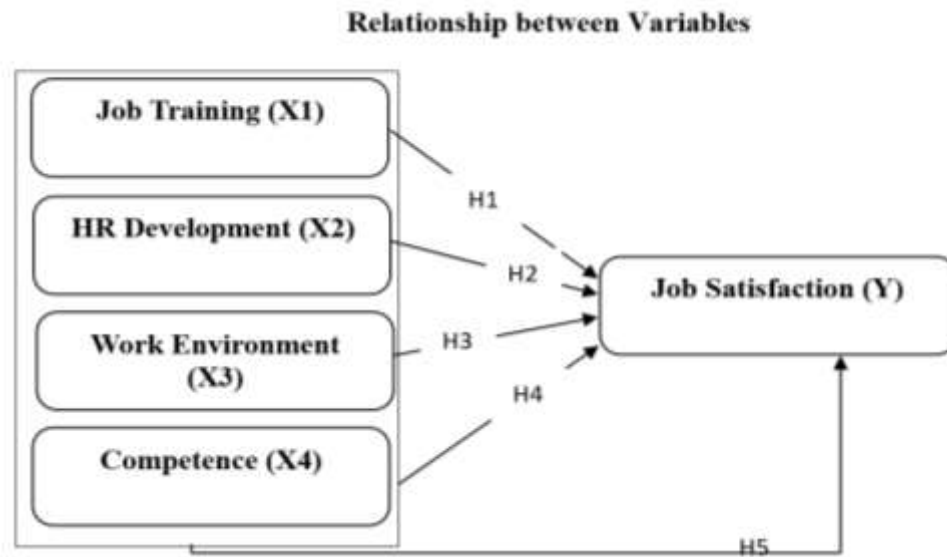 Relationship between Variables
Job Training (X1)
H1
HR Development (X2)
H2
Job Satisfaction (Y)
Work Environment
(X3)
H3
H4
Competence (X4)
H5